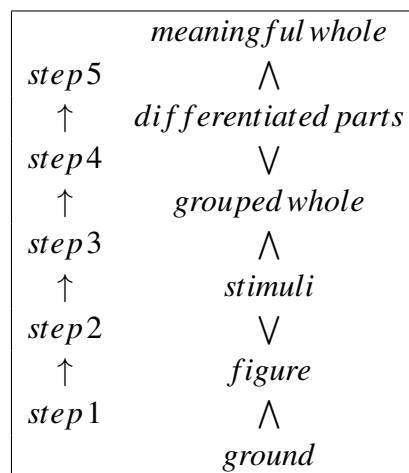 meaningful whole
step5 ⋀
↑ differentiated parts
step4 ⋁
↑ grouped whole
step3 ⋀
↑ stimuli
step2 ⋁
↑ figure
step1 ⋀
ground